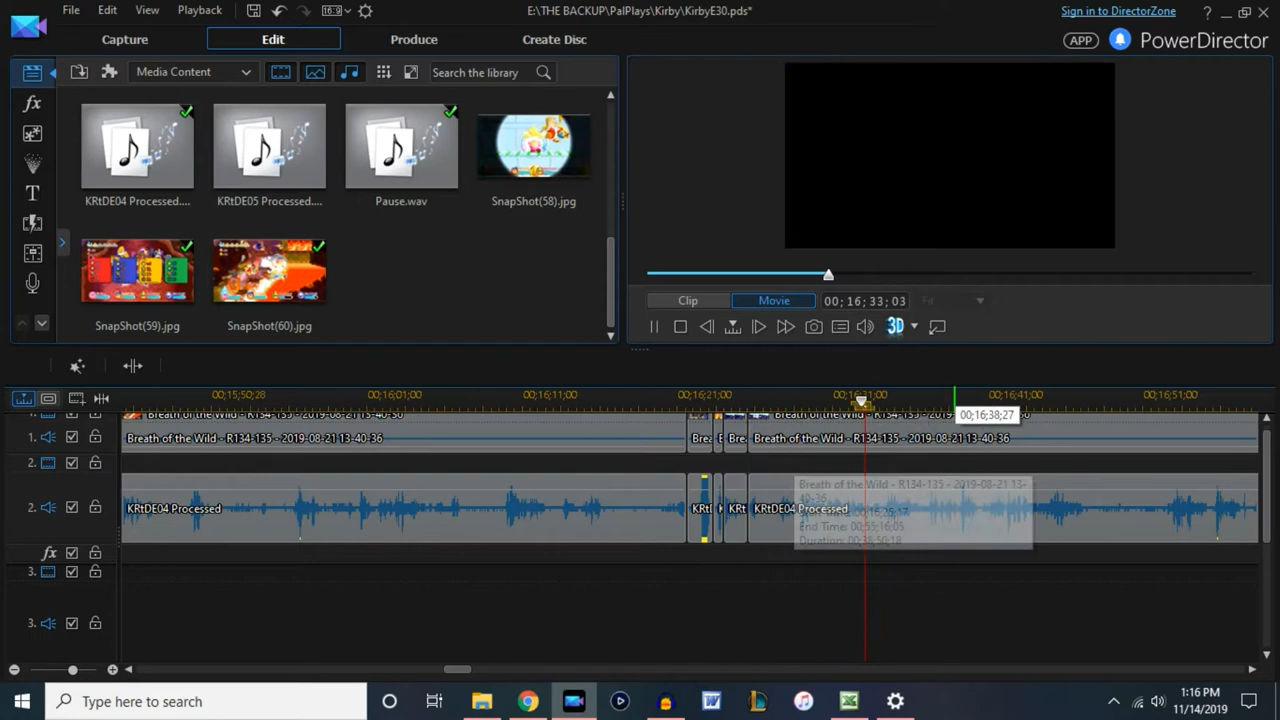 File Edit View Playback 16:9 E:\THE BACKUP\PalPlays\Kirby\KirbyE30.pds* Sign in to DirectorZone ?
Capture Edit Produce Create Disc APP PowerDirector
Media Content Search the library
fx
T
KRtDE04 Processed.... KRtDE05 Processed.... Pause.wav SnapShot(58).jpg
SnapShot(59).jpg SnapShot(60).jpg
Clip Movie 00; 16; 33; 03 Fit
3D
00;15;50;28 00;16;01;00 00;16;11;00 00;16;21;00 00;16;31;00 00;16;41;00 00;16;51;00
00;16;38;27
1. Breath of the Wild - R134-135 - 2019-08-21 13-40-36
1. Breath of the Wild - R134-135 - 2019-08-21 13-40-36 Brea Bre Breath of the Wild - R134-135 - 2019-08-21 13-40-36
2.
Breath of the Wild - R134-135 - 2019-08-21 13-
40-36
2. KRtDE04 Processed KRtD KRt KRtDE04 Processed
End Time: 00;55;16;05
Duration: 00;38;50;18
fx
3.
3.
Type here to search 1:16 PM
11/14/2019